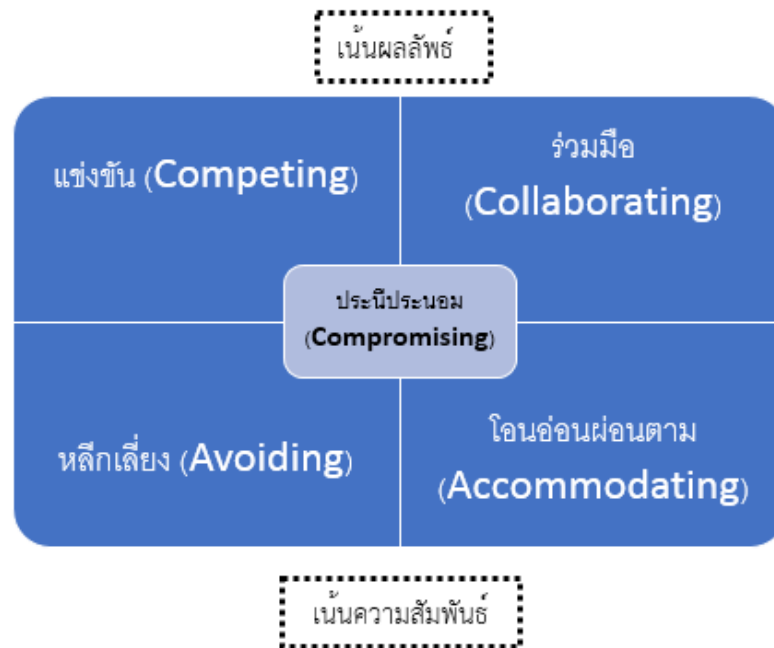 เน้นผลลัพธ์
แข่งขัน (Competing)
ร่วมมือ
(Collaborating)
ประนีประนอม
(Compromising)
หลีกเลี่ยง (Avoiding)
โอนอ่อนผ่อนตาม
(Accommodating)
เน้นความสัมพันธ์